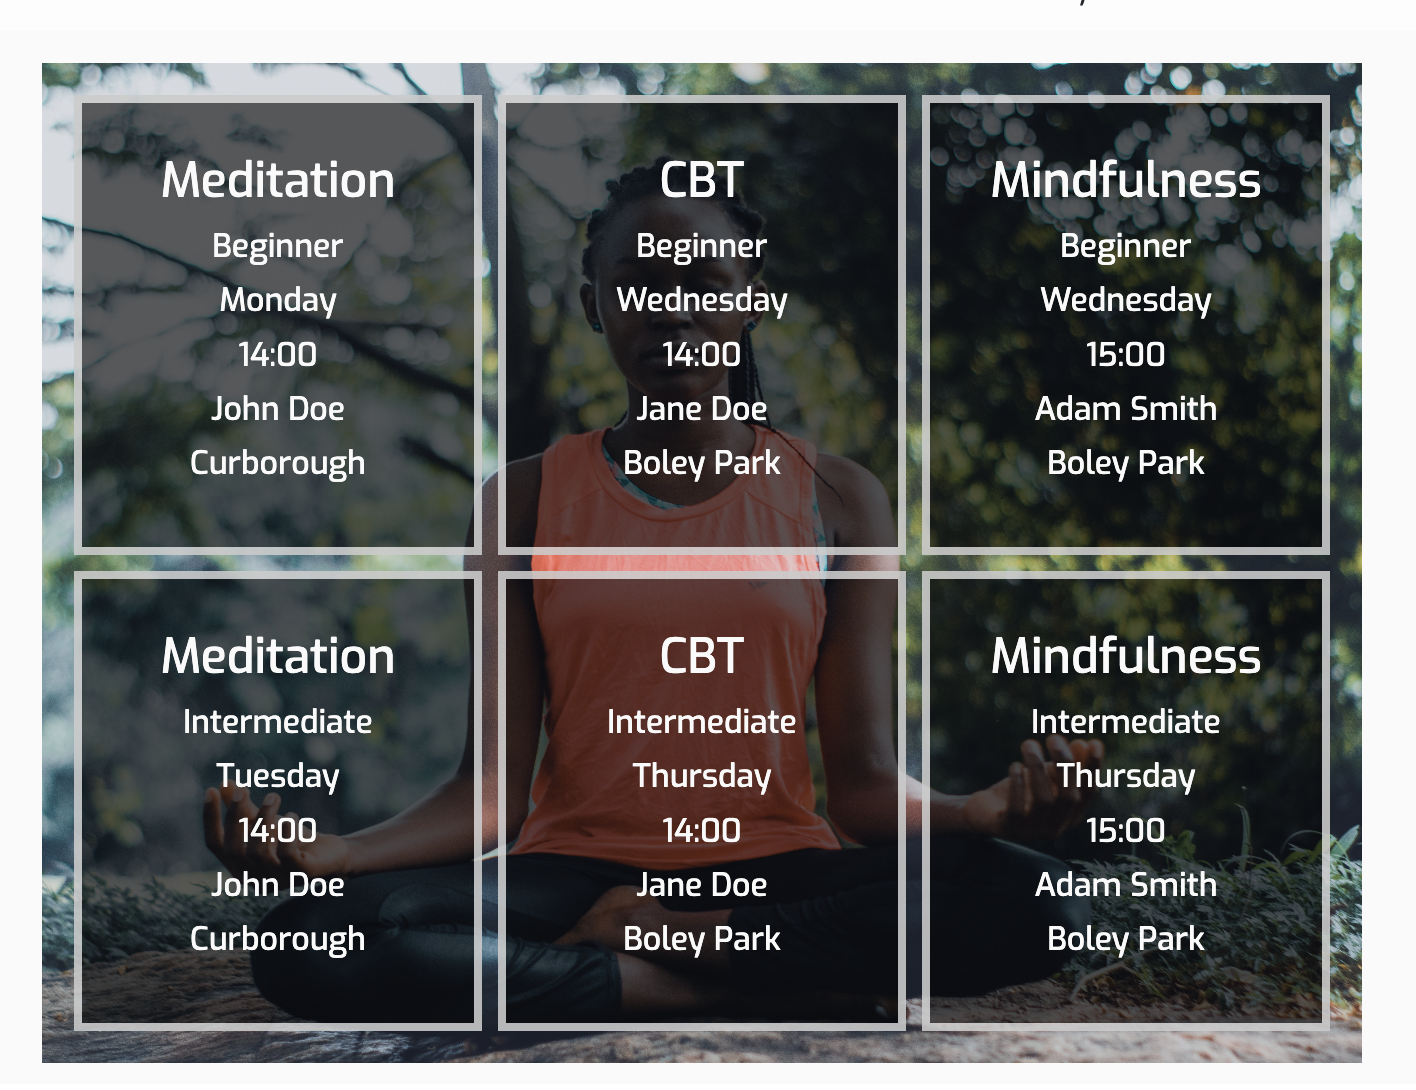 Meditation
Beginner
Monday
14:00
John Doe
Curborough
CBT
Beginner
Wednesday
14:00
Jane Doe
Boley Park
Mindfulness
Beginner
Wednesday
15:00
Adam Smith
Boley Park
Meditation
Intermediate
Tuesday
14:00
John Doe
Curborough
CBT
Intermediate
Thursday
14:00
Jane Doe
Boley Park
Mindfulness
Intermediate
Thursday
15:00
Adam Smith
Boley Park